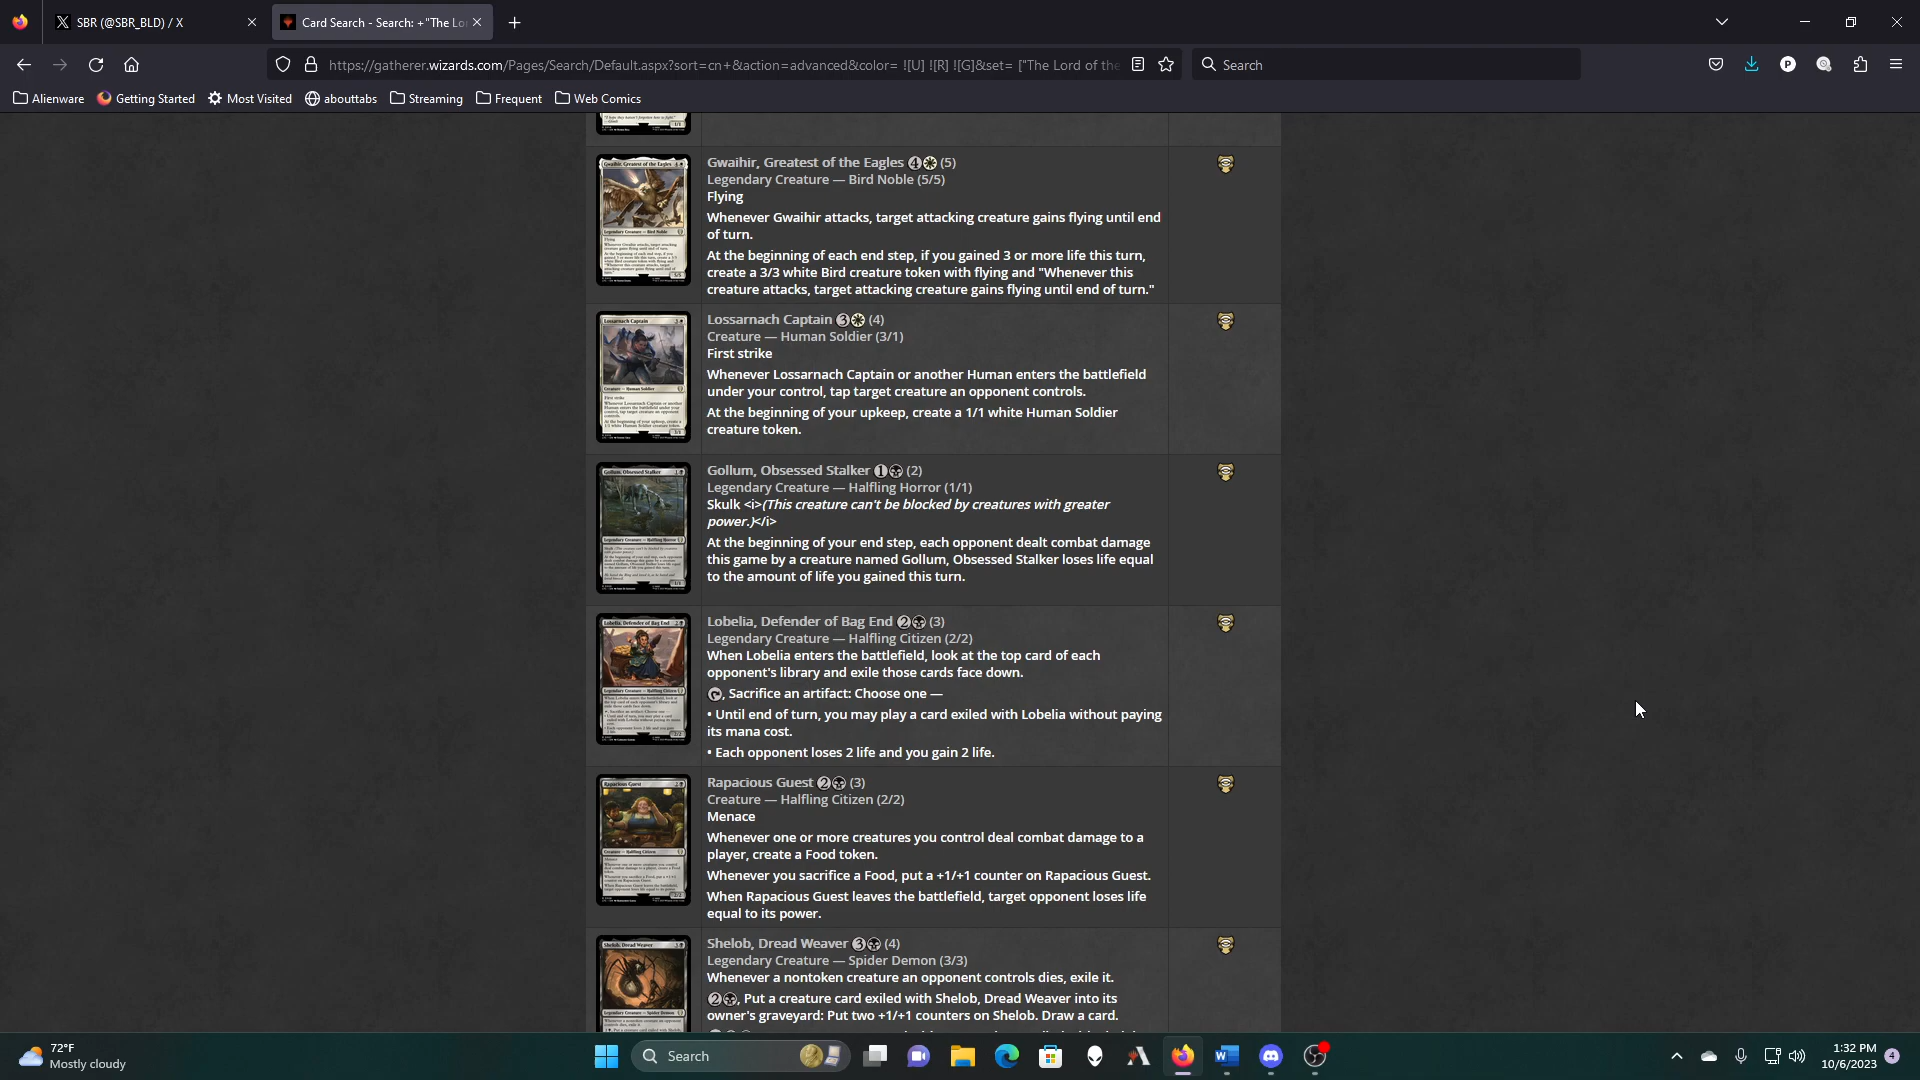 SBR (@SBR_BLD) / X
Card Search - Search: +"The Lo
https://gatherer.wizards.com/Pages/Search/Default.aspx?sort=cn+&action=advanced&color= ![U] ![R] ![G]&set= ["The Lord of the
Search
Alienware
Getting Started
Most Visited
abouttabs
Streaming
Frequent
Web Comics
Gwaihir, Greatest of the Eagles 4 (5)
Legendary Creature — Bird Noble (5/5)
Flying
Whenever Gwaihir attacks, target attacking creature gains flying until end
of turn.
At the beginning of each end step, if you gained 3 or more life this turn,
create a 3/3 white Bird creature token with flying and "Whenever this
creature attacks, target attacking creature gains flying until end of turn."
Lossarnach Captain 3 (4)
Creature — Human Soldier (3/1)
First strike
Whenever Lossarnach Captain or another Human enters the battlefield
under your control, tap target creature an opponent controls.
At the beginning of your upkeep, create a 1/1 white Human Soldier
creature token.
Gollum, Obsessed Stalker 1 (2)
Legendary Creature — Halfling Horror (1/1)
Skulk <i>(This creature can't be blocked by creatures with greater
power.)</i>
At the beginning of your end step, each opponent dealt combat damage
this game by a creature named Gollum, Obsessed Stalker loses life equal
to the amount of life you gained this turn.
Lobelia, Defender of Bag End 2 (3)
Legendary Creature — Halfling Citizen (2/2)
When Lobelia enters the battlefield, look at the top card of each
opponent's library and exile those cards face down.
, Sacrifice an artifact: Choose one —
• Until end of turn, you may play a card exiled with Lobelia without paying
its mana cost.
• Each opponent loses 2 life and you gain 2 life.
Rapacious Guest 2 (3)
Creature — Halfling Citizen (2/2)
Menace
Whenever one or more creatures you control deal combat damage to a
player, create a Food token.
Whenever you sacrifice a Food, put a +1/+1 counter on Rapacious Guest.
When Rapacious Guest leaves the battlefield, target opponent loses life
equal to its power.
Shelob, Dread Weaver 3 (4)
Legendary Creature — Spider Demon (3/3)
Whenever a nontoken creature an opponent controls dies, exile it.
2, Put a creature card exiled with Shelob, Dread Weaver into its
owner's graveyard: Put two +1/+1 counters on Shelob. Draw a card.
72°F
Mostly cloudy
Search
1:32 PM
10/6/2023
4